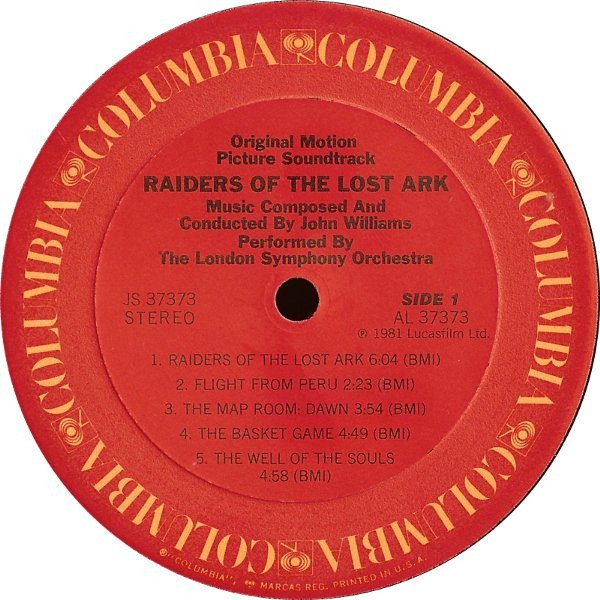 COLUMBIA COLUMBIA COLUMBIA COLUMBIA COLUMBIA COLUMBIA
Original Motion
Picture Soundtrack
RAIDERS OF THE LOST ARK
Music Composed And
Conducted By John Williams
Performed By
The London Symphony Orchestra
JS 37373
STEREO
SIDE 1
AL 37373
℗ 1981 Lucasfilm Ltd.
1. RAIDERS OF THE LOST ARK 6:04 (BMI)
2. FLIGHT FROM PERU 2:23 (BMI)
3. THE MAP ROOM: DAWN 3:54 (BMI)
4. THE BASKET GAME 4:49 (BMI)
5. THE WELL OF THE SOULS
4:58 (BMI)
"COLUMBIA" MARCAS REG. PRINTED IN U.S.A.